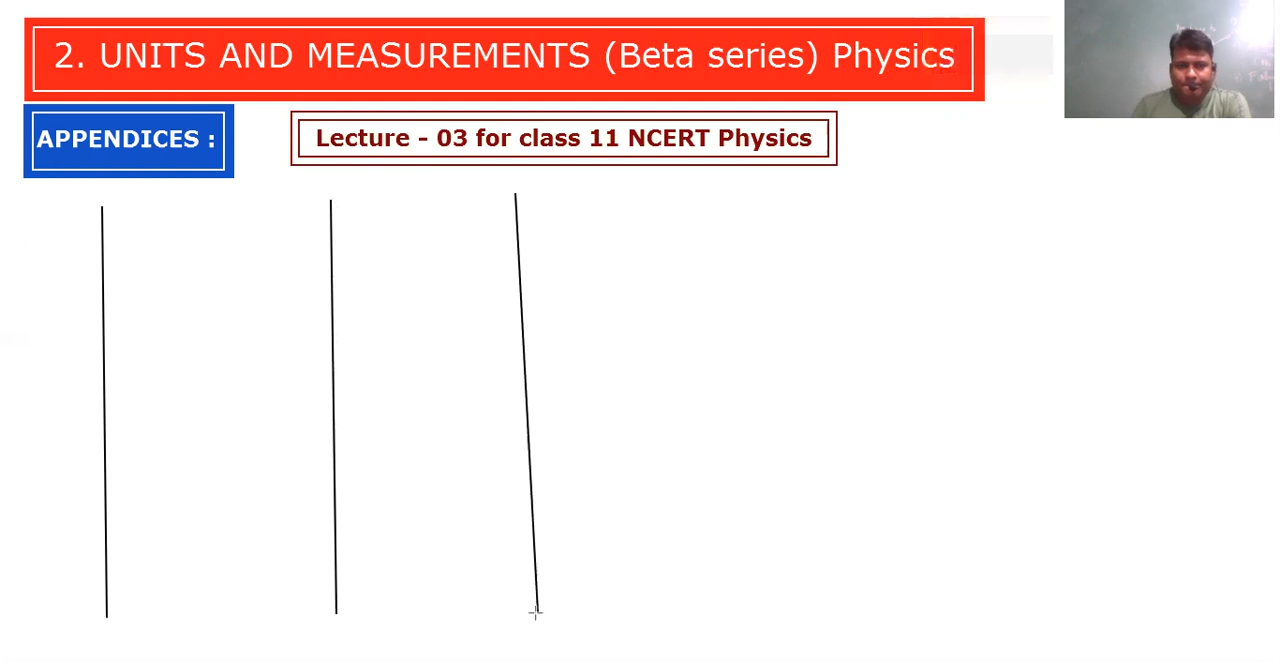 2. UNITS AND MEASUREMENTS (Beta series) Physics
APPENDICES :
Lecture - 03 for class 11 NCERT Physics